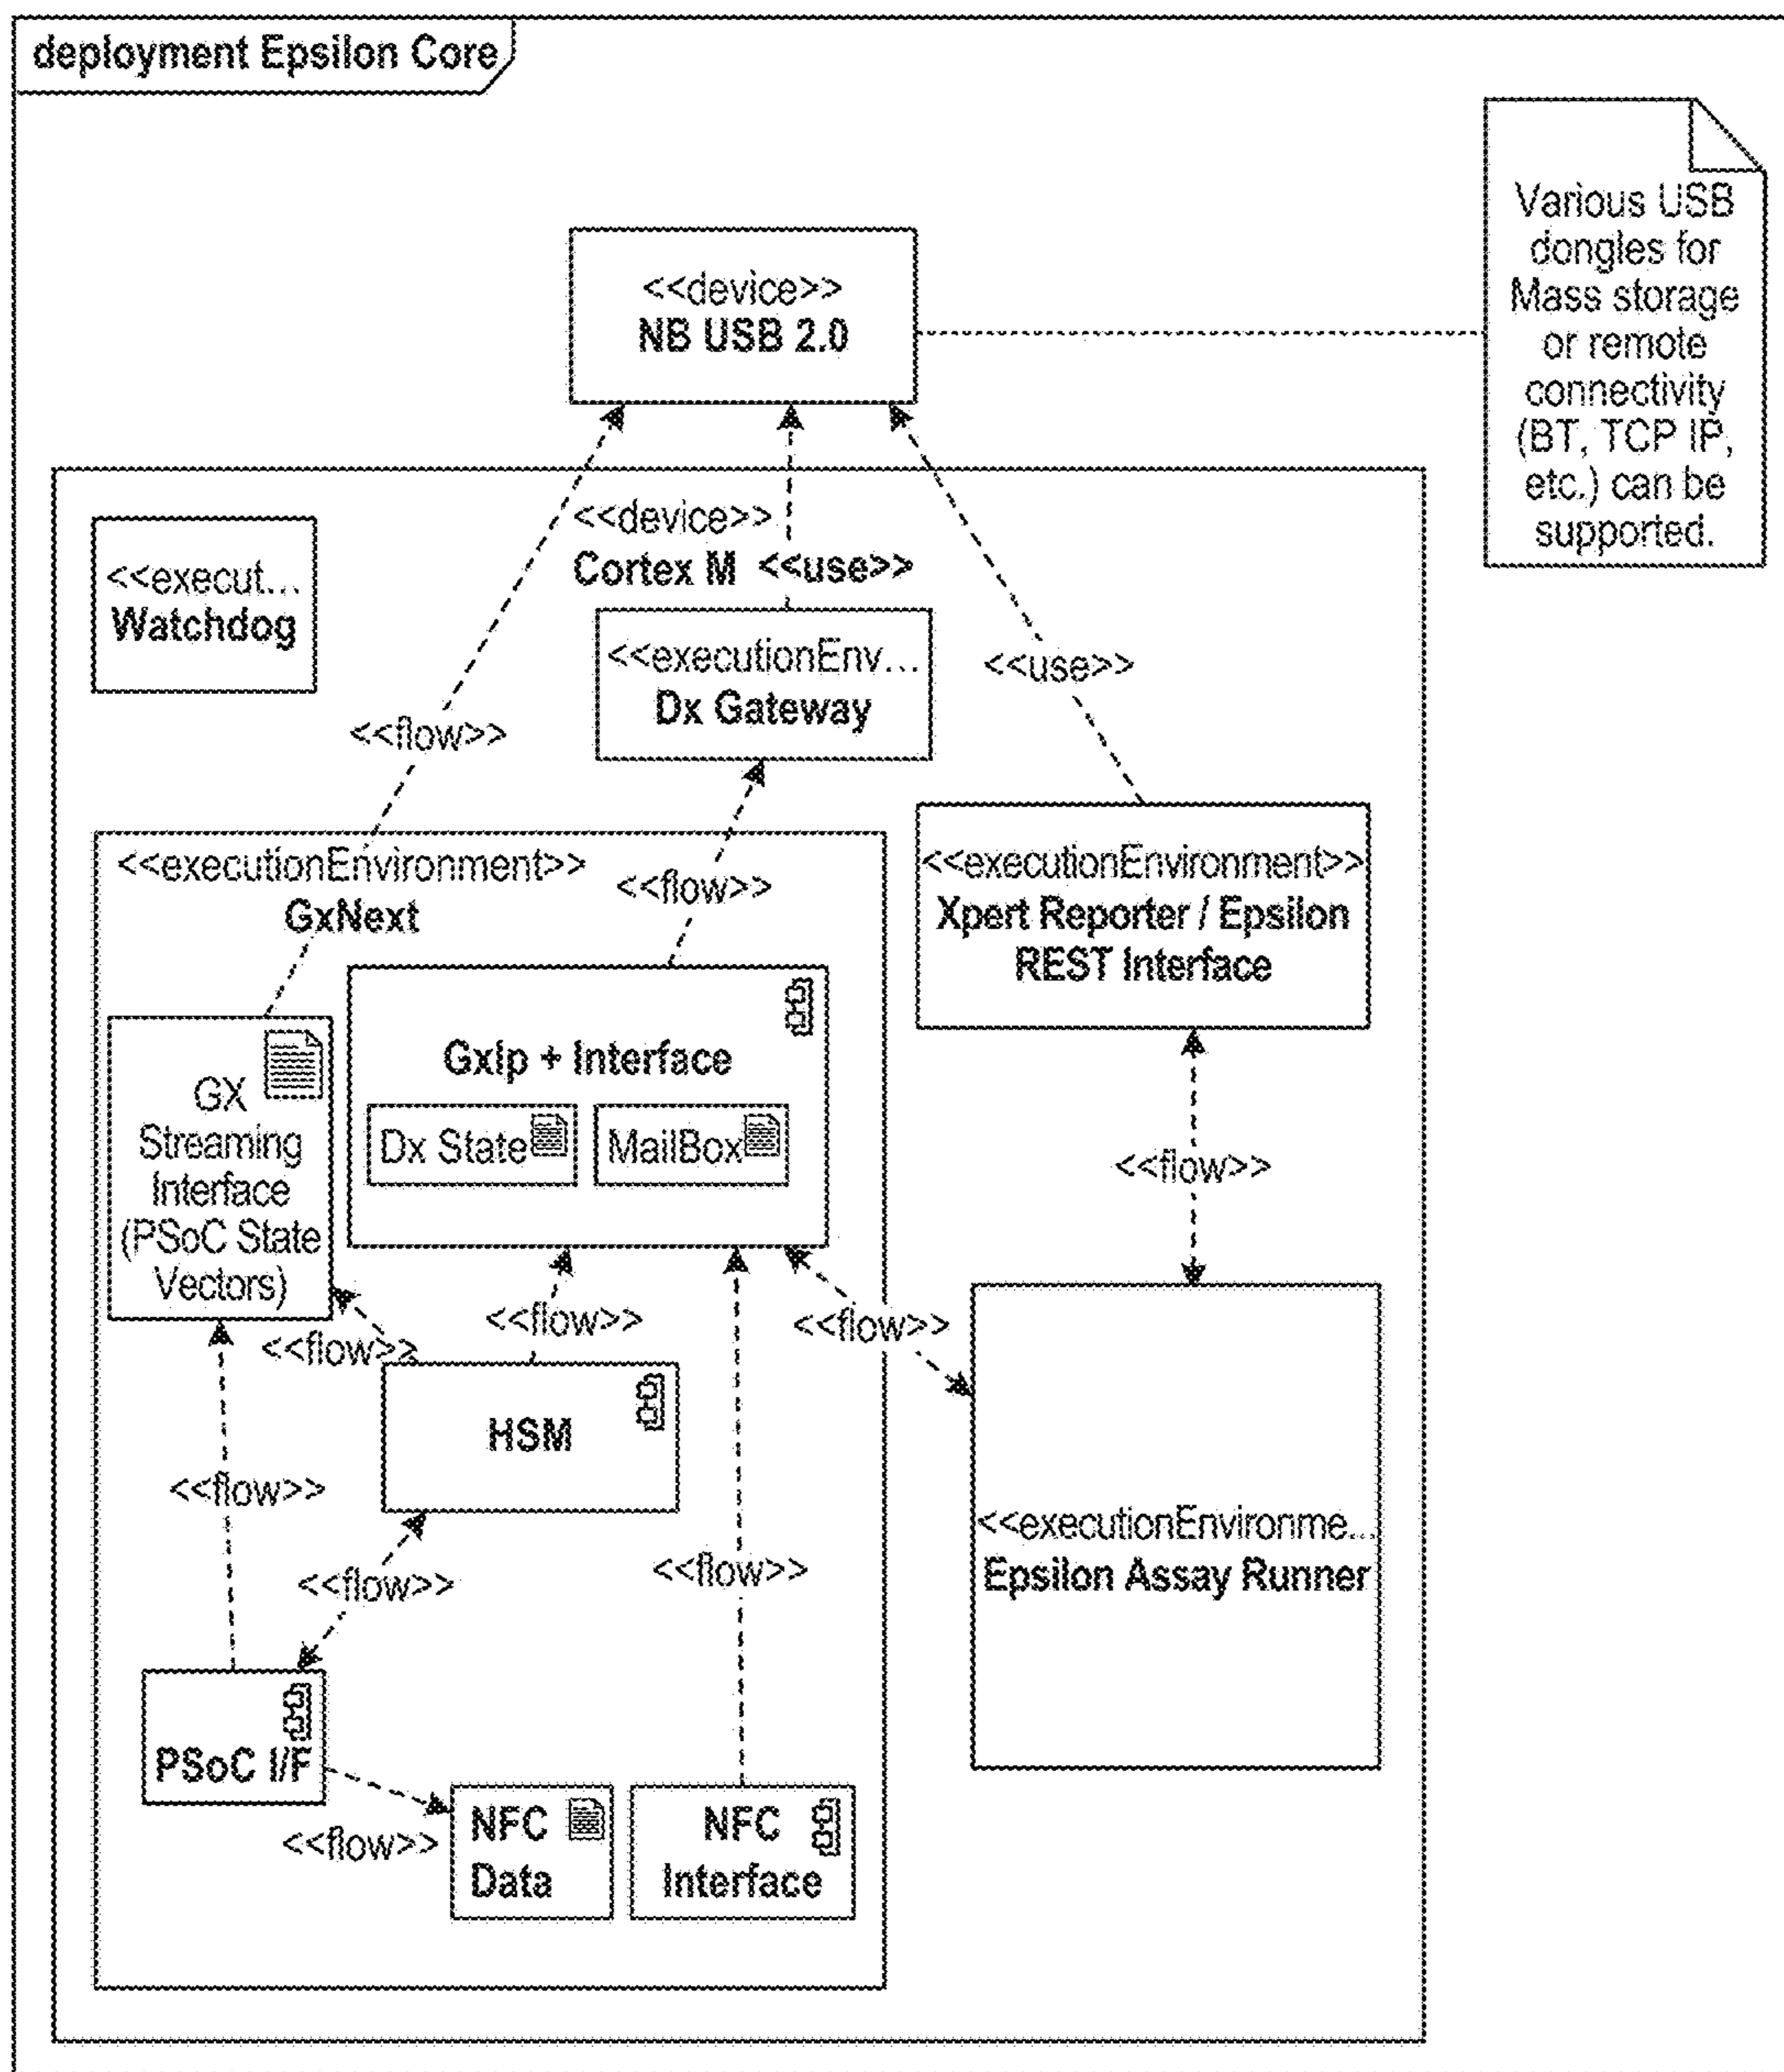 deployment Epsilon Core
Various USB
dongles for
Mass storage
or remote
connectivity
(BT, TCP IP,
etc.) can be
supported.
<<device>>
NB USB 2.0
<<device>>
Cortex M <<use>>
<<execut...
Watchdog
<<executionEnv...
Dx Gateway
<<use>>
<<flow>>
<<executionEnvironment>>
GxNext
<<flow>>
<<executionEnvironment>>
Xpert Reporter / Epsilon
REST Interface
GxIp + Interface
Dx State
MailBox
GX
Streaming
Interface
(PSoC State
Vectors)
<<flow>>
<<flow>>
<<flow>>
<<flow>>
HSM
<<flow>>
<<flow>>
<<flow>>
<<executionEnvironme...
Epsilon Assay Runner
PSoC I/F
<<flow>>
NFC
Data
NFC
Interface